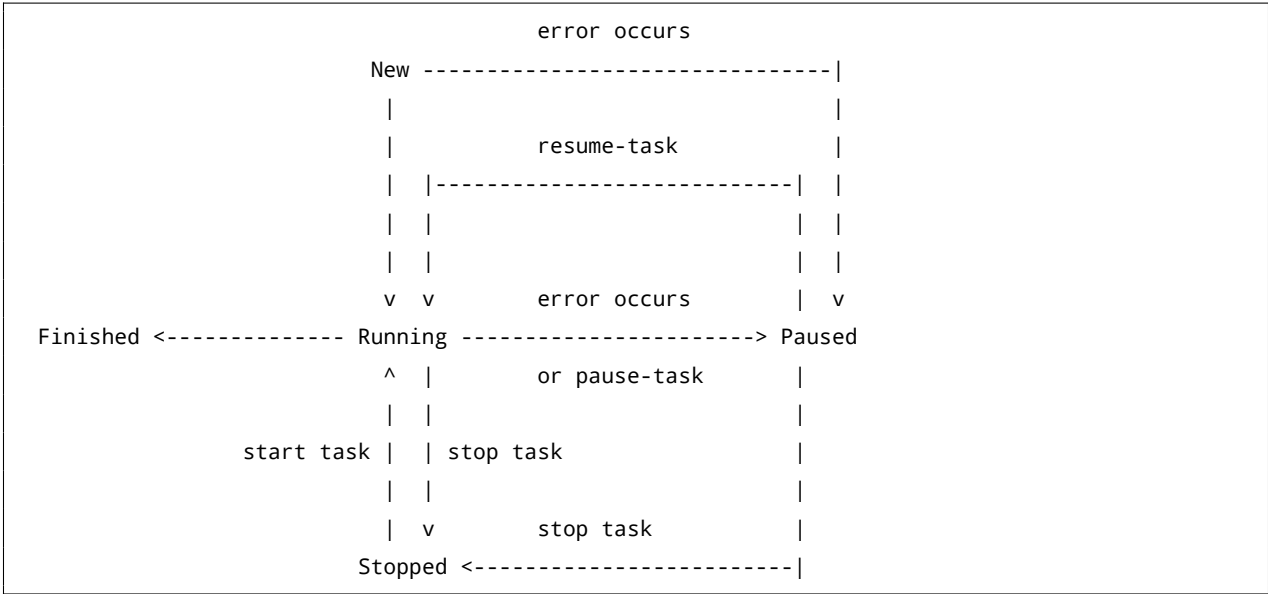 error occurs
New --------------------------------|
| |
| resume-task |
| |----------------------------| |
| | | |
| | | |
v v error occurs | v
Finished <-------------- Running -----------------------> Paused
^ | or pause-task |
| | |
start task | | stop task |
| | |
| v stop task |
Stopped <-------------------------|